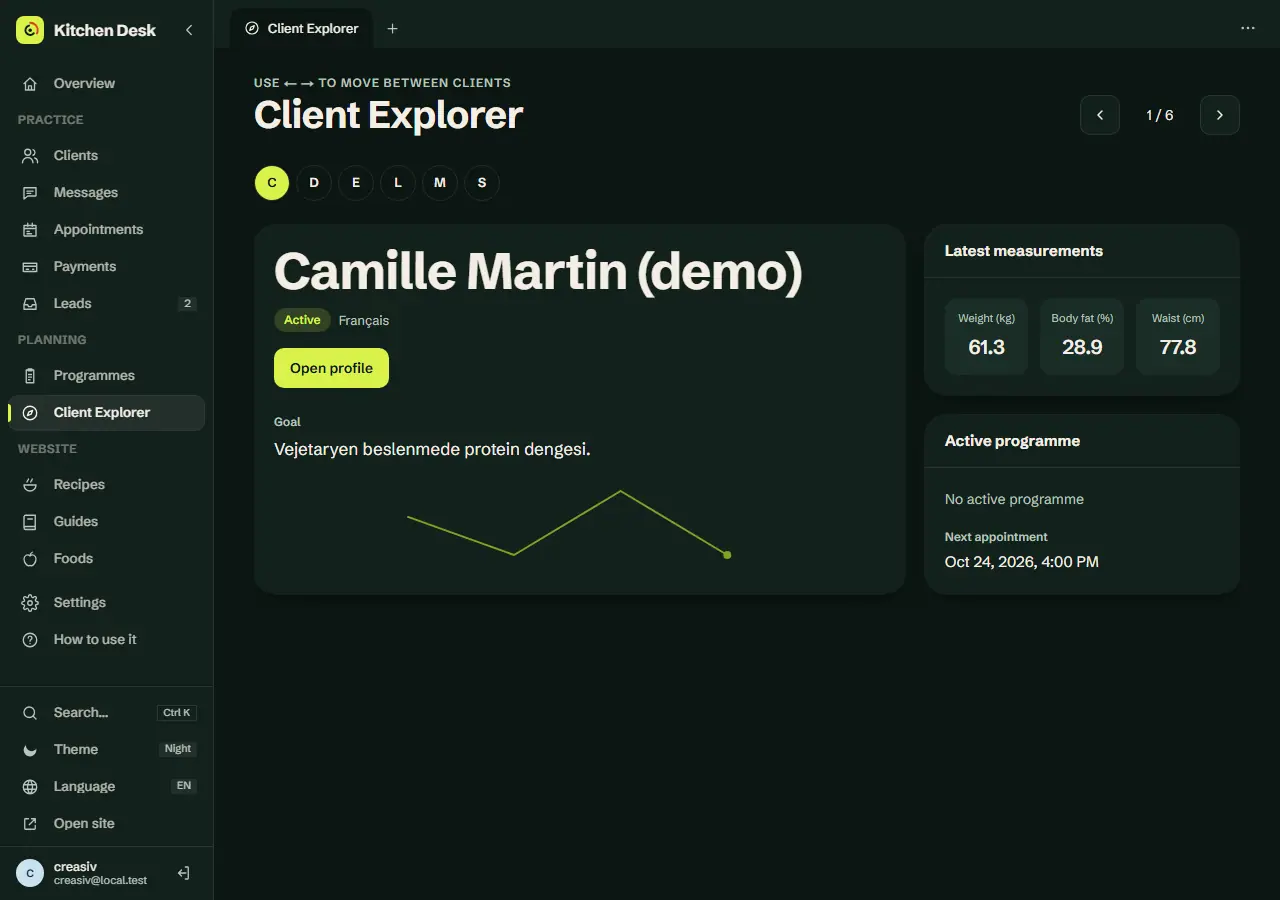 Kitchen Desk
Overview
PRACTICE
Clients
Messages
Appointments
Payments
Leads 2
PLANNING
Programmes
Client Explorer
WEBSITE
Recipes
Guides
Foods
Settings
How to use it
Search... Ctrl K
Theme Night
Language EN
Open site
C creasiv
creasiv@local.test
Client Explorer
USE ←→ TO MOVE BETWEEN CLIENTS
Client Explorer
1 / 6
C D E L M S
Camille Martin (demo)
Active Français
Open profile
Goal
Vejetaryen beslenmede protein dengesi.
Latest measurements
Weight (kg) Body fat (%) Waist (cm)
61.3 28.9 77.8
Active programme
No active programme
Next appointment
Oct 24, 2026, 4:00 PM